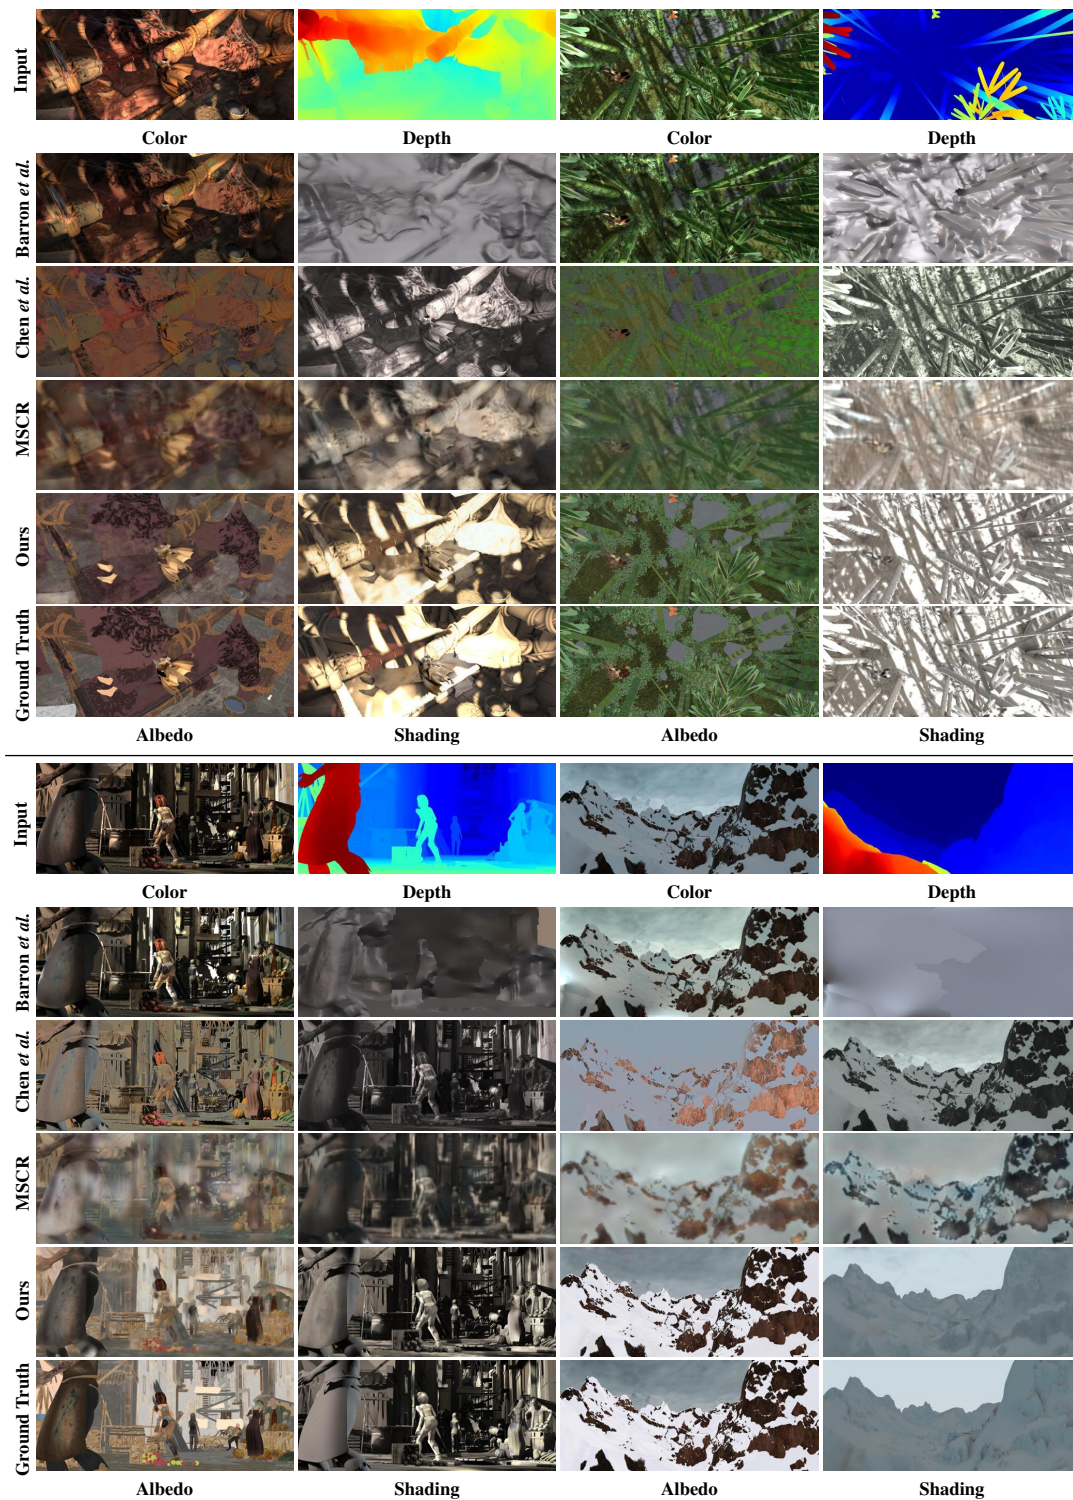 Input
Color Depth Color Depth
Barron et al.
Chen et al.
MSCR
Ours
Ground Truth
Albedo Shading Albedo Shading
Input
Color Depth Color Depth
Barron et al.
Chen et al.
MSCR
Ours
Ground Truth
Albedo Shading Albedo Shading